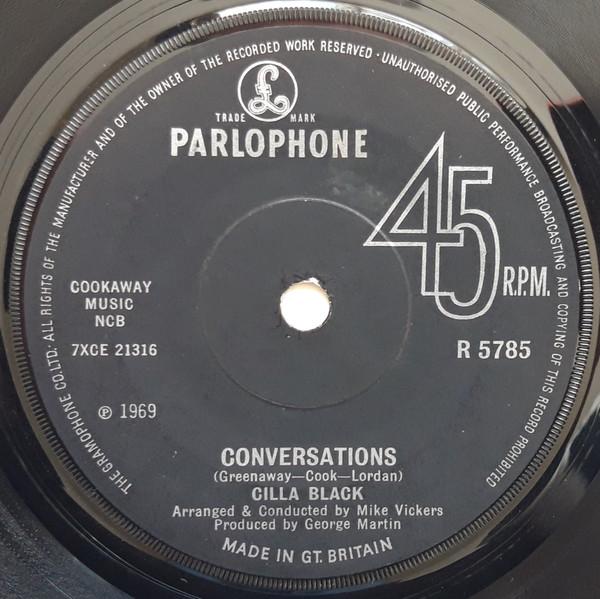 THE GRAMOPHONE CO. LTD. ALL RIGHTS OF THE MANUFACTURER AND OF THE OWNER OF THE RECORDED WORK RESERVED · UNAUTHORISED PUBLIC PERFORMANCE BROADCASTING AND COPYING OF THIS RECORD PROHIBITED
£
TRADE MARK
PARLOPHONE
45 R.P.M.
COOKAWAY
MUSIC
NCB
7XCE 21316
R 5785
℗ 1969
CONVERSATIONS
(Greenaway—Cook—Lordan)
CILLA BLACK
Arranged & Conducted by Mike Vickers
Produced by George Martin
MADE IN GT. BRITAIN